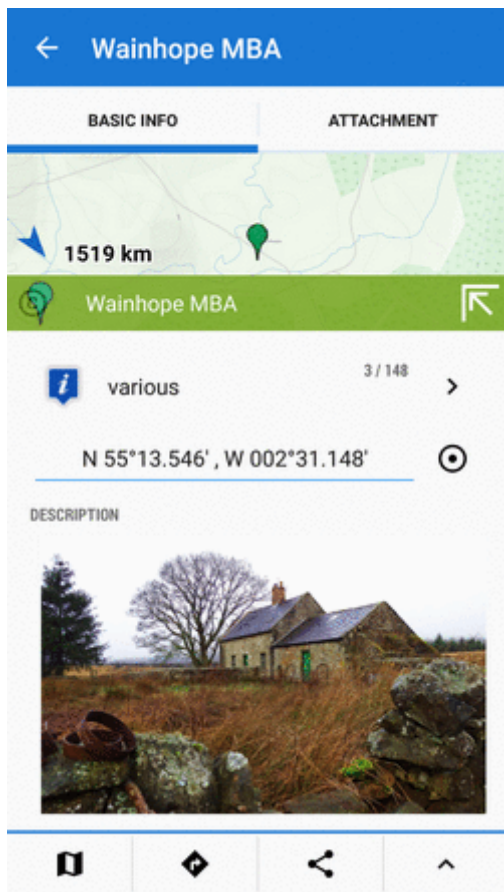 Wainhope MBA
BASIC INFO
ATTACHMENT
1519 km
Wainhope MBA
various
3 / 148
N 55°13.546' , W 002°31.148'
DESCRIPTION